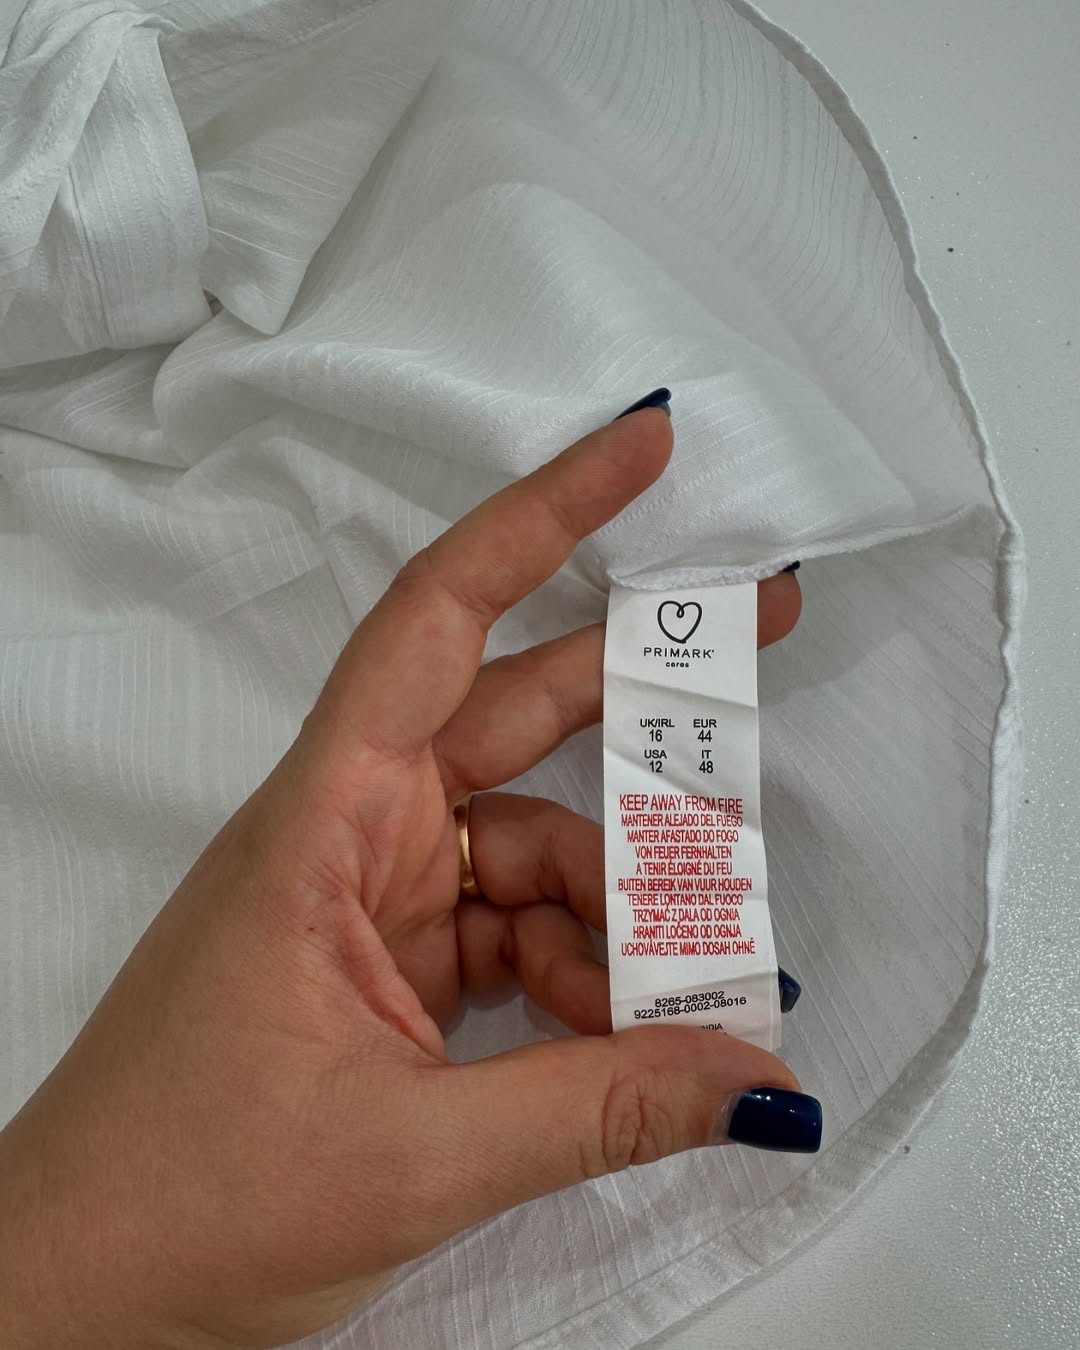 PRIMARK
cares
UK/IRL EUR
16 44
USA IT
12 48
KEEP AWAY FROM FIRE
MANTENER ALEJADO DEL FUEGO
MANTER AFASTADO DO FOGO
VON FEUER FERNHALTEN
A TENIR ÉLOIGNÉ DU FEU
BUITEN BEREIK VAN VUUR HOUDEN
TENERE LONTANO DAL FUOCO
TRZYMAĆ Z DALA OD OGNIA
HRANITI LOČENO OD OGNJA
UCHOVÁVEJTE MIMO DOSAH OHNĚ
8265-083002
9225168-0002-08016